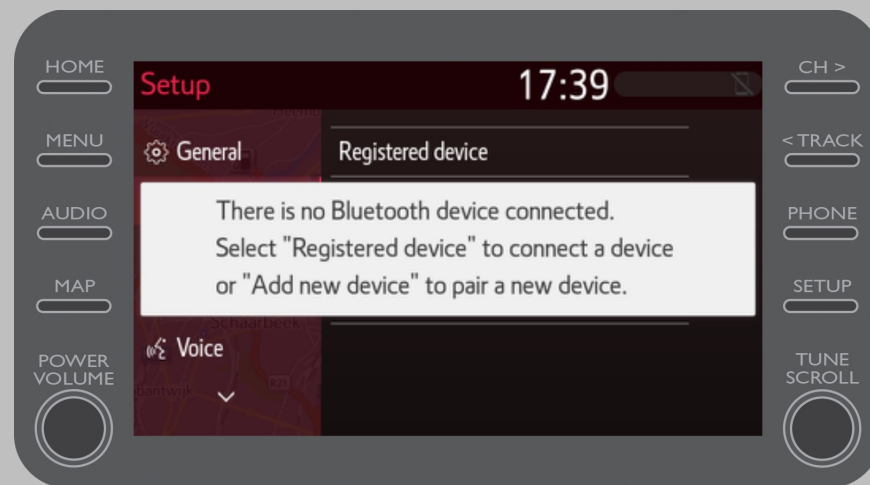 HOME
MENU
AUDIO
MAP
POWER
VOLUME
Setup 17:39
General
Registered device
There is no Bluetooth device connected.
Select "Registered device" to connect a device
or "Add new device" to pair a new device.
Schaarbeek
Voice
R21
CH >
< TRACK
PHONE
SETUP
TUNE
SCROLL